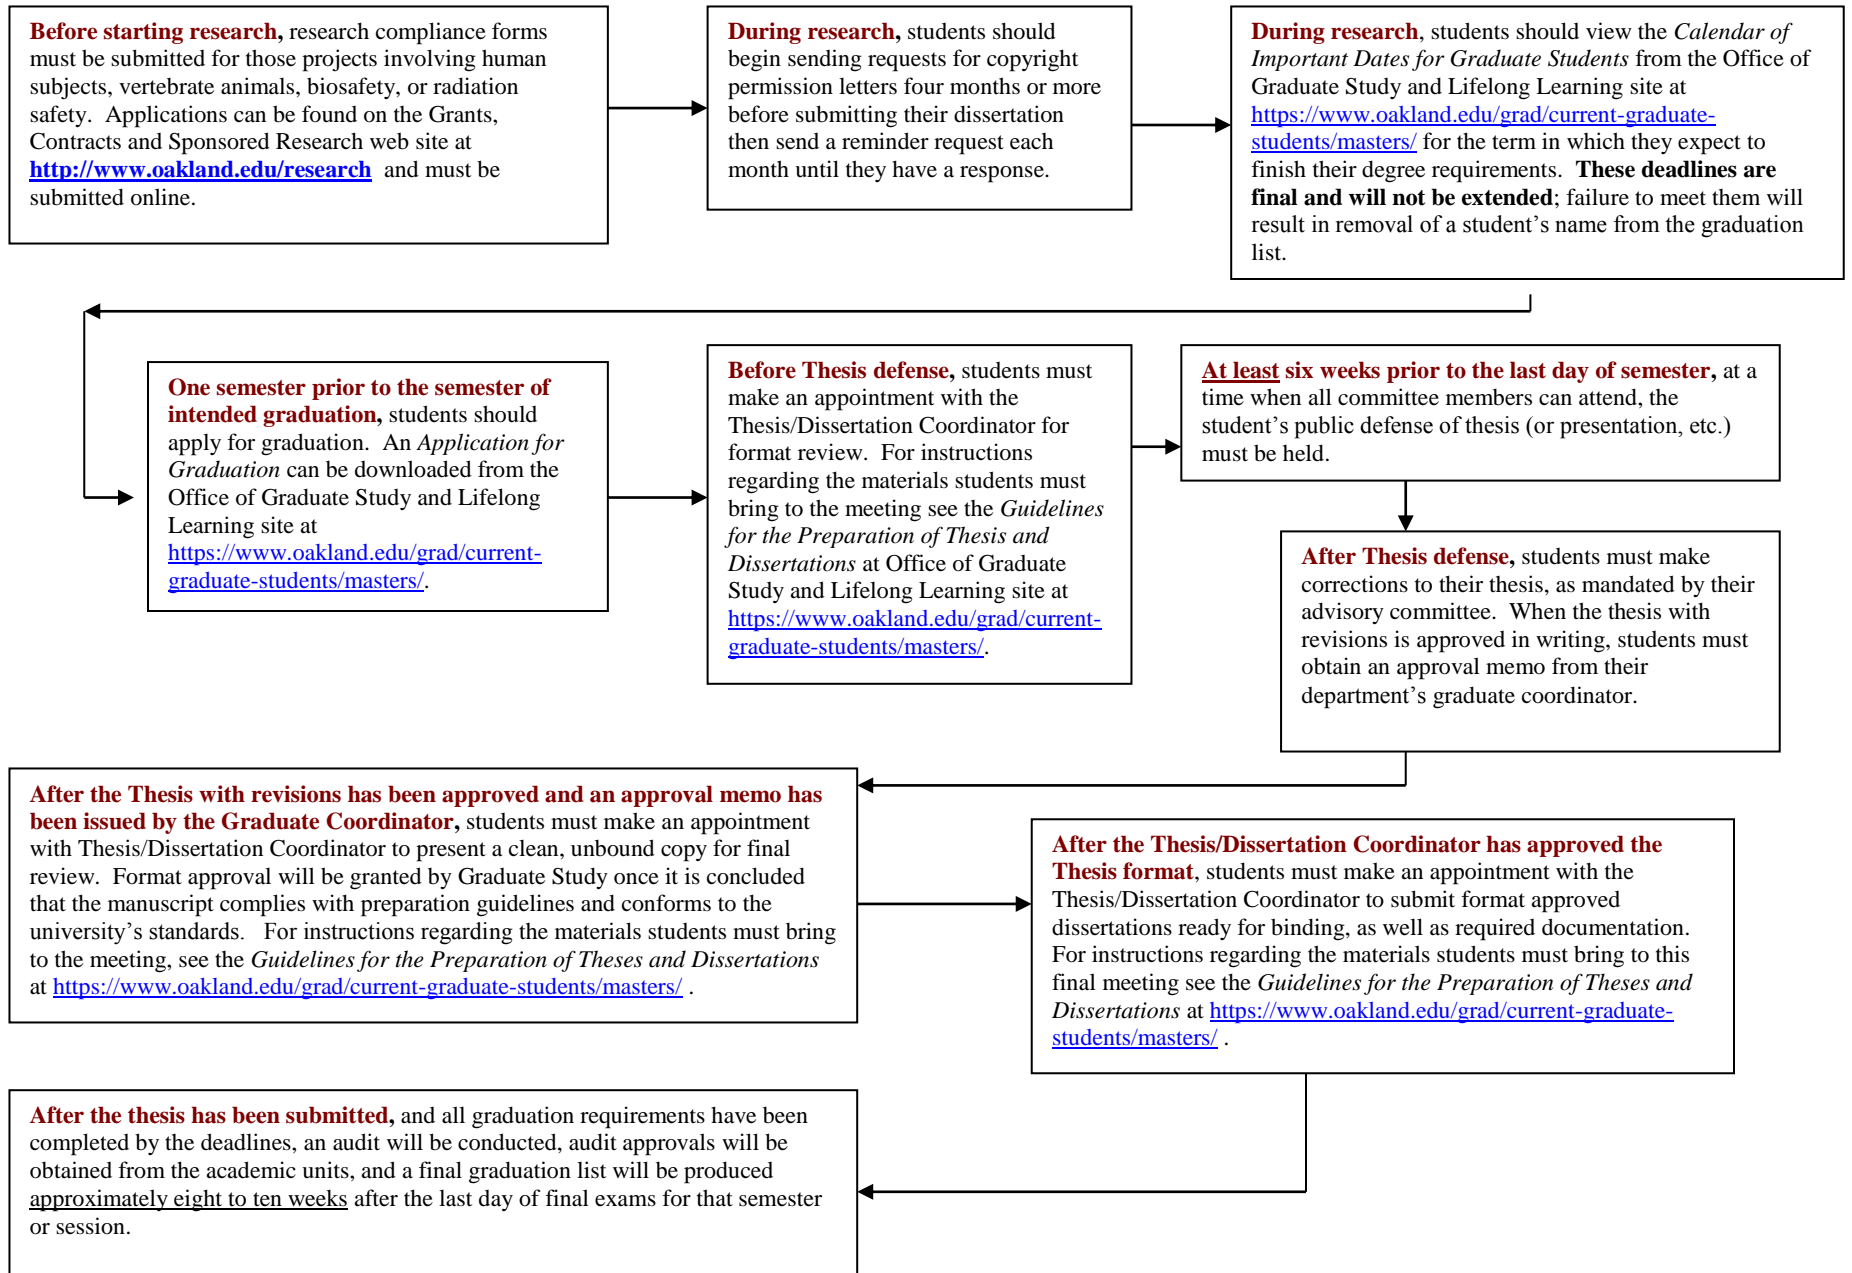 Before starting research, research compliance forms
must be submitted for those projects involving human
subjects, vertebrate animals, biosafety, or radiation
safety.  Applications can be found on the Grants,
Contracts and Sponsored Research web site at
http://www.oakland.edu/research  and must be
submitted online.
During research, students should
begin sending requests for copyright
permission letters four months or more
before submitting their dissertation
then send a reminder request each
month until they have a response.
During research, students should view the Calendar of
Important Dates for Graduate Students from the Office of
Graduate Study and Lifelong Learning site at
https://www.oakland.edu/grad/current-graduate-
students/masters/ for the term in which they expect to
finish their degree requirements.  These deadlines are
final and will not be extended; failure to meet them will
result in removal of a student’s name from the graduation
list.
One semester prior to the semester of
intended graduation, students should
apply for graduation.  An Application for
Graduation can be downloaded from the
Office of Graduate Study and Lifelong
Learning site at
https://www.oakland.edu/grad/current-
graduate-students/masters/.
Before Thesis defense, students must
make an appointment with the
Thesis/Dissertation Coordinator for
format review.  For instructions
regarding the materials students must
bring to the meeting see the Guidelines
for the Preparation of Thesis and
Dissertations at Office of Graduate
Study and Lifelong Learning site at
https://www.oakland.edu/grad/current-
graduate-students/masters/.
At least six weeks prior to the last day of semester, at a
time when all committee members can attend, the
student’s public defense of thesis (or presentation, etc.)
must be held.
After Thesis defense, students must make
corrections to their thesis, as mandated by their
advisory committee.  When the thesis with
revisions is approved in writing, students must
obtain an approval memo from their
department’s graduate coordinator.
After the Thesis with revisions has been approved and an approval memo has
been issued by the Graduate Coordinator, students must make an appointment
with Thesis/Dissertation Coordinator to present a clean, unbound copy for final
review.  Format approval will be granted by Graduate Study once it is concluded
that the manuscript complies with preparation guidelines and conforms to the
university’s standards.   For instructions regarding the materials students must bring
to the meeting, see the Guidelines for the Preparation of Theses and Dissertations
at https://www.oakland.edu/grad/current-graduate-students/masters/ .
After the Thesis/Dissertation Coordinator has approved the
Thesis format, students must make an appointment with the
Thesis/Dissertation Coordinator to submit format approved
dissertations ready for binding, as well as required documentation.
For instructions regarding the materials students must bring to this
final meeting see the Guidelines for the Preparation of Theses and
Dissertations at https://www.oakland.edu/grad/current-graduate-
students/masters/ .
After the thesis has been submitted, and all graduation requirements have been
completed by the deadlines, an audit will be conducted, audit approvals will be
obtained from the academic units, and a final graduation list will be produced
approximately eight to ten weeks after the last day of final exams for that semester
or session.